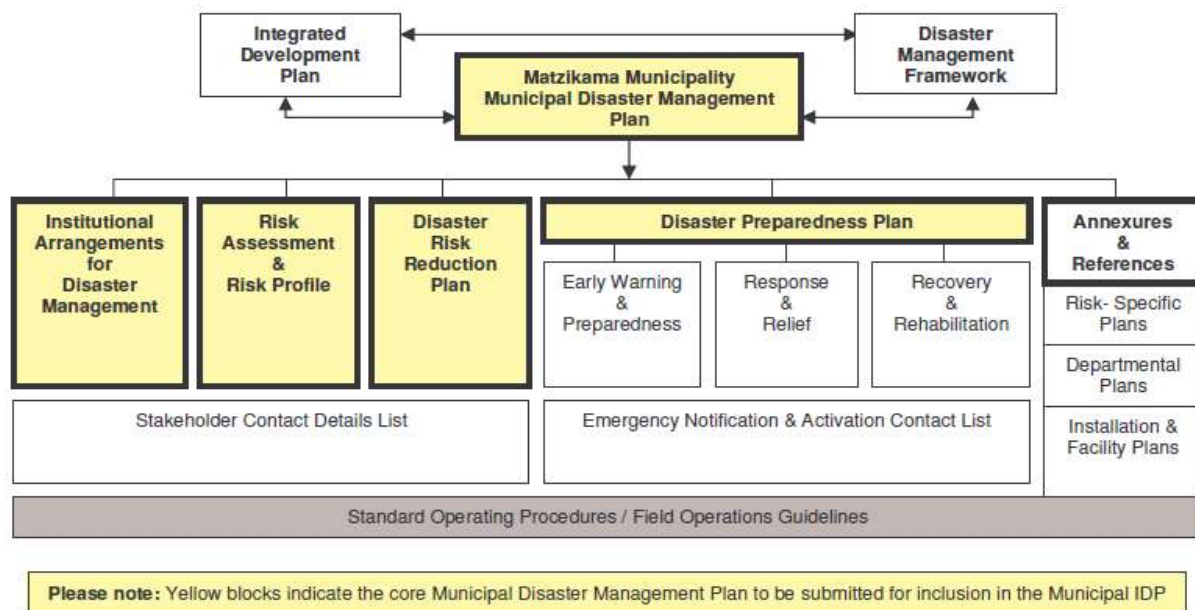 Integrated
Development
Plan
Disaster
Management
Framework
Matzikama Municipality
Municipal Disaster Management
Plan
Institutional
Arrangements
for
Disaster
Management
Risk
Assessment
&
Risk Profile
Disaster
Risk
Reduction
Plan
Disaster Preparedness Plan
Early Warning
&
Preparedness
Response
&
Relief
Recovery
&
Rehabilitation
Annexures
&
References
Risk- Specific
Plans
Departmental
Plans
Installation &
Facility Plans
Stakeholder Contact Details List
Emergency Notification & Activation Contact List
Standard Operating Procedures / Field Operations Guidelines
Please note: Yellow blocks indicate the core Municipal Disaster Management Plan to be submitted for inclusion in the Municipal IDP